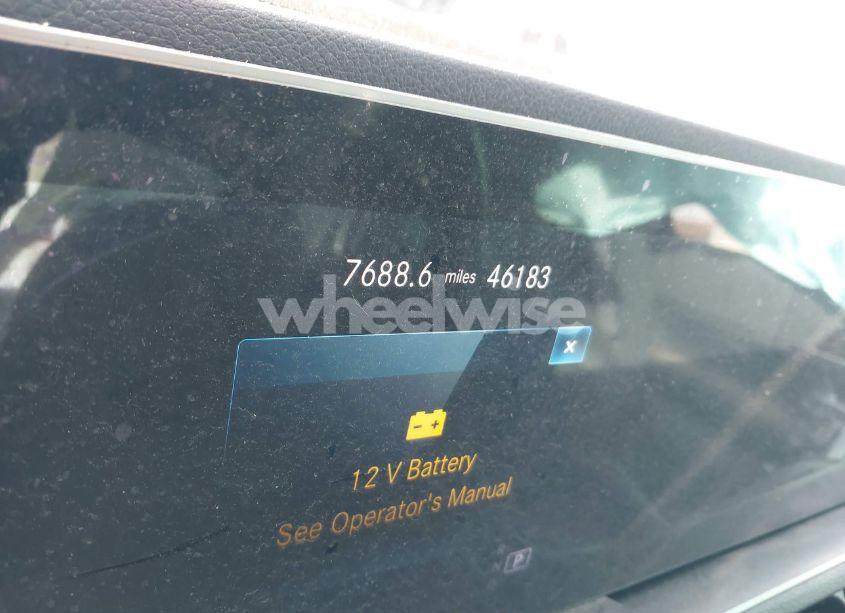 7688.6 miles 46183
wheelwise
x
12 V Battery
See Operator's Manual
P